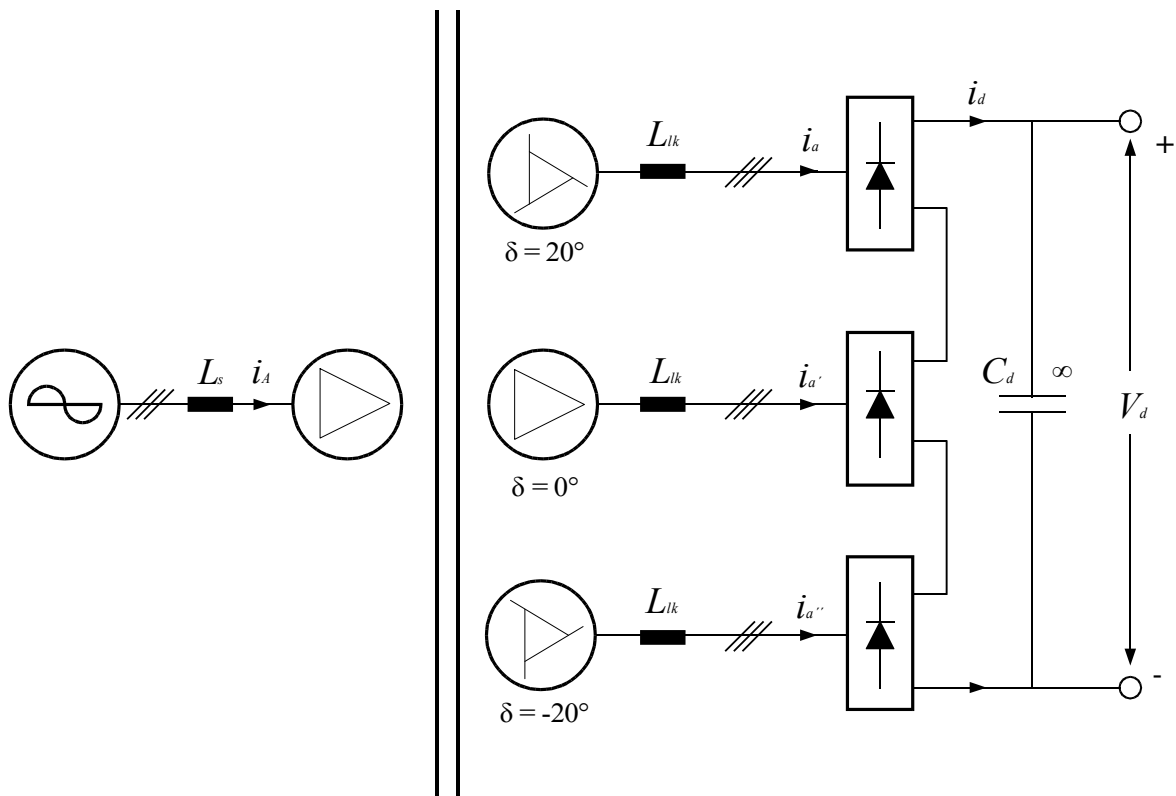 i_d
L_lk
i_a
+
δ = 20°
L_s
i_A
L_lk
i_a′
C_d
∞
V_d
δ = 0°
L_lk
i_a′′
-
δ = -20°